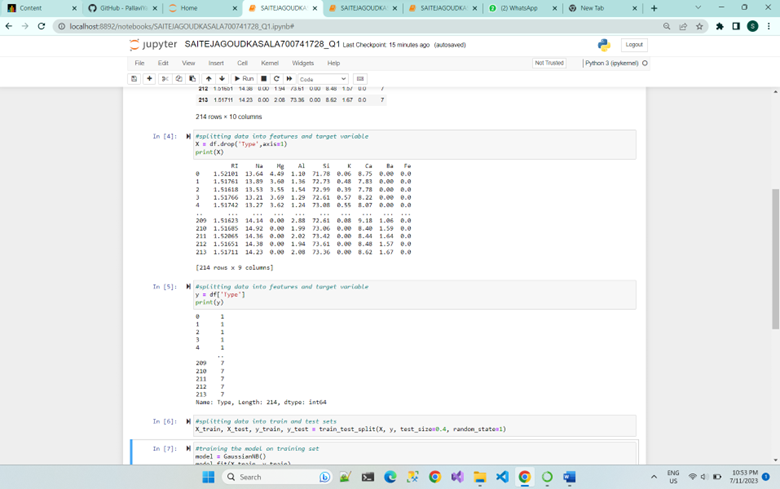 Content
GitHub - Pallavi
Home
SAITEJAGOUDKAS
SAITEJAGOUDKAS
SAITEJAGOUDKAS
(2) WhatsApp
New Tab
localhost:8892/notebooks/SAITEJAGOUDKASALA700741728_Q1.ipynb#
jupyter SAITEJAGOUDKASALA700741728_Q1 Last Checkpoint: 15 minutes ago (autosaved)
Logout
File Edit View Insert Cell Kernel Widgets Help
Not Trusted
Python 3 (ipykernel)
Run
Code
212 1.51651 14.38 0.00 1.94 73.61 0.00 8.48 1.57 0.0 7
213 1.51711 14.23 0.00 2.08 73.36 0.00 8.62 1.67 0.0 7
214 rows × 10 columns
In [4]:
#splitting data into features and target variable
X = df.drop('Type',axis=1)
print(X)
RI Na Mg Al Si K Ca Ba Fe
0 1.52101 13.64 4.49 1.10 71.78 0.06 8.75 0.00 0.0
1 1.51761 13.89 3.60 1.36 72.73 0.48 7.83 0.00 0.0
2 1.51618 13.53 3.55 1.54 72.99 0.39 7.78 0.00 0.0
3 1.51766 13.21 3.69 1.29 72.61 0.57 8.22 0.00 0.0
4 1.51742 13.27 3.62 1.24 73.08 0.55 8.07 0.00 0.0
.. ... ... ... ... ... ... ... ... ...
209 1.51623 14.14 0.00 2.88 72.61 0.08 9.18 1.06 0.0
210 1.51685 14.92 0.00 1.99 73.06 0.00 8.40 1.59 0.0
211 1.52065 14.36 0.00 2.02 73.42 0.00 8.44 1.64 0.0
212 1.51651 14.38 0.00 1.94 73.61 0.00 8.48 1.57 0.0
213 1.51711 14.23 0.00 2.08 73.36 0.00 8.62 1.67 0.0
[214 rows x 9 columns]
In [5]:
#splitting data into features and target variable
y = df['Type']
print(y)
0 1
1 1
2 1
3 1
4 1
..
209 7
210 7
211 7
212 7
213 7
Name: Type, Length: 214, dtype: int64
In [6]:
#splitting data into train and test sets
X_train, X_test, y_train, y_test = train_test_split(X, y, test_size=0.4, random_state=1)
In [7]:
#training the model on training set
model = GaussianNB()
model.fit(X_train, y_train)
Search
ENG
US
10:53 PM
7/11/2023